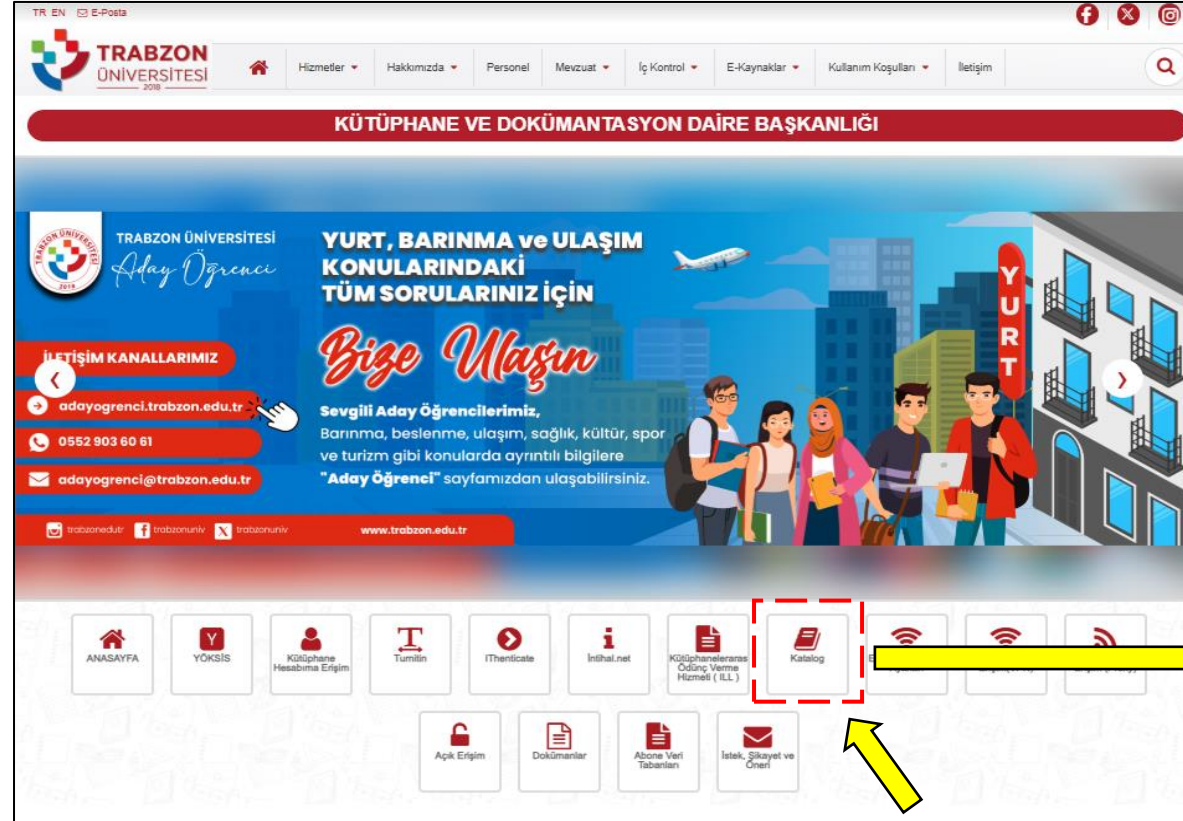 TR EN E-Posta
TRABZON
ÜNİVERSİTESİ
2018
Hizmetler
Hakkımızda
Personel
Mevzuat
İç Kontrol
E-Kaynaklar
Kullanım Koşulları
İletişim
KÜTÜPHANE VE DOKÜMANTASYON DAİRE BAŞKANLIĞI
TRABZON ÜNİVERSİTESİ
Aday Öğrenci
YURT, BARINMA ve ULAŞIM
KONULARINDAKİ
TÜM SORULARINIZ İÇİN
Bize Ulaşın
İLETİŞİM KANALLARIMIZ
adayogrenci.trabzon.edu.tr
0552 903 60 61
adayogrenci@trabzon.edu.tr
Sevgili Aday Öğrencilerimiz,
Barınma, beslenme, ulaşım, sağlık, kültür, spor
ve turizm gibi konularda ayrıntılı bilgilere
"Aday Öğrenci" sayfamızdan ulaşabilirsiniz.
YURT
trabzonedutr
trabzonuniv
trabzonuniv
www.trabzon.edu.tr
ANASAYFA
YÖKSİS
Kütüphane
Hesabıma Erişim
Turnitin
iThenticate
İntihal.net
Kütüphanelerarası
Ödünç Verme
Hizmeti ( ILL )
Katalog
Açık Erişim
Dokümanlar
Abone Veri
Tabanları
İstek, Şikayet ve
Öneri